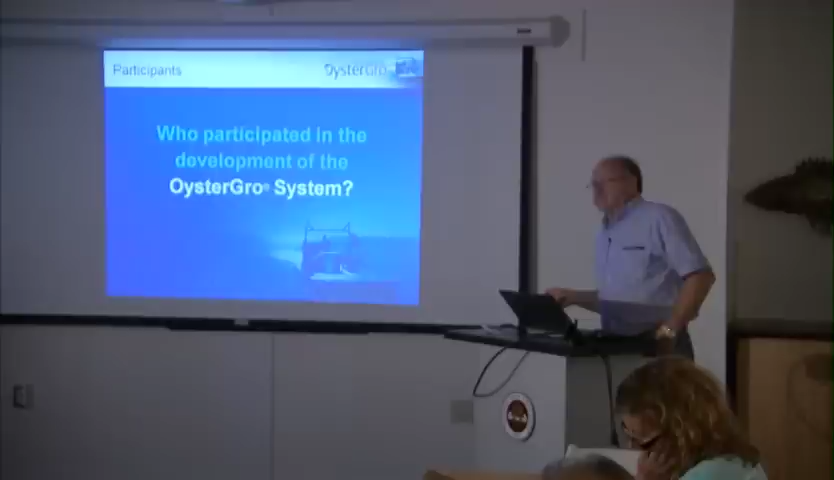 Participants
OysterGro
Who participated in the
development of the
OysterGro® System?